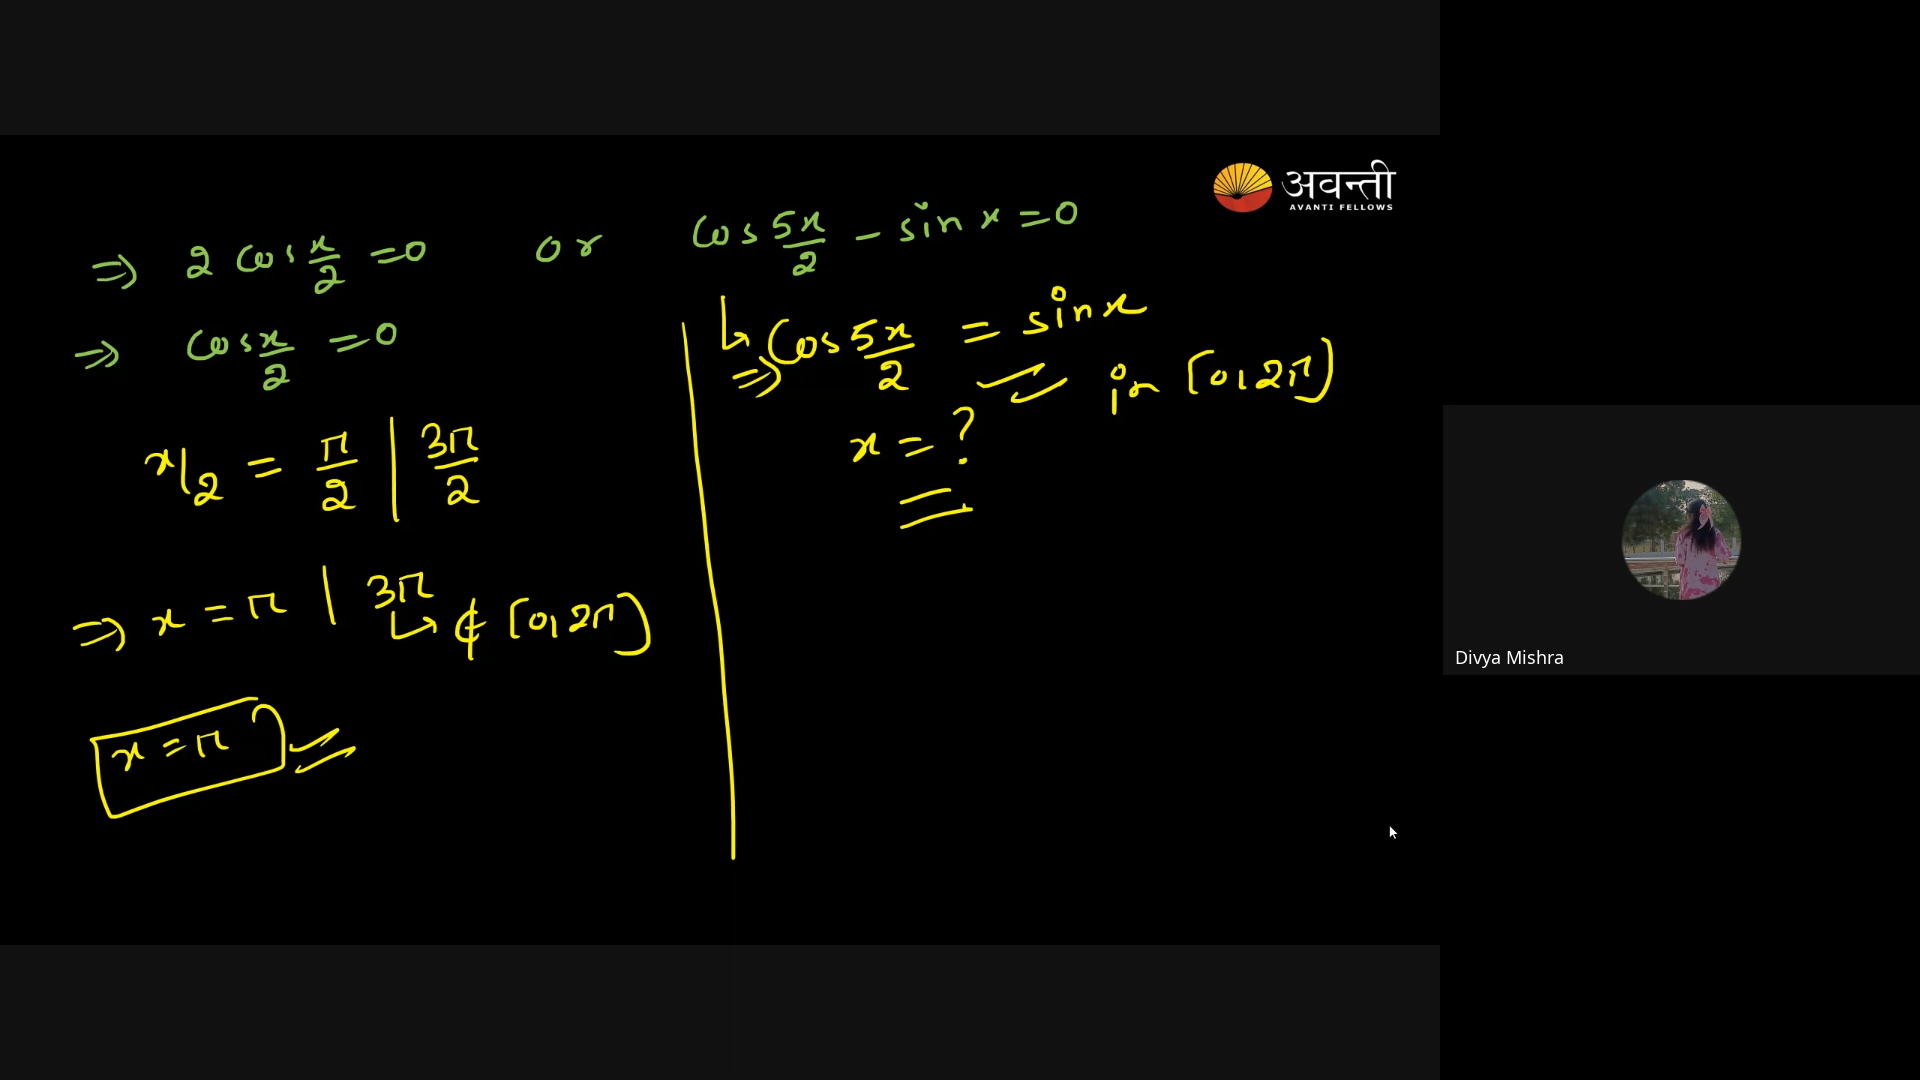 अवन्ती
AVANTI FELLOWS
⇒ 2 cos x/2 = 0 or cos 5x/2 - sin x = 0
⇒ cos x/2 = 0
x/2 = π/2 | 3π/2
⇒ x = π | 3π
↳ ∉ [0, 2π)
x = π
↳ cos 5x/2 = sin x
⇒
in [0, 2π)
x = ?
Divya Mishra